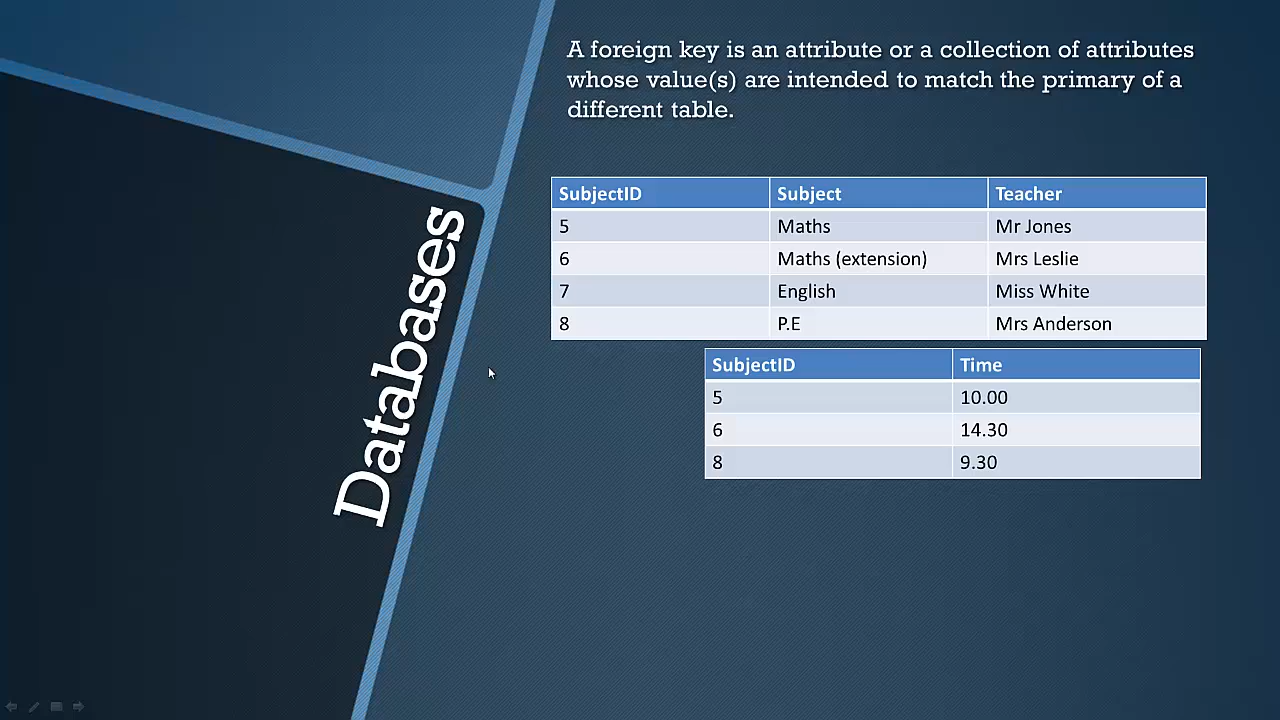 A foreign key is an attribute or a collection of attributes
whose value(s) are intended to match the primary of a
different table.
Databases
SubjectID Subject Teacher
5 Maths Mr Jones
6 Maths (extension) Mrs Leslie
7 English Miss White
8 P.E Mrs Anderson
SubjectID Time
5 10.00
6 14.30
8 9.30